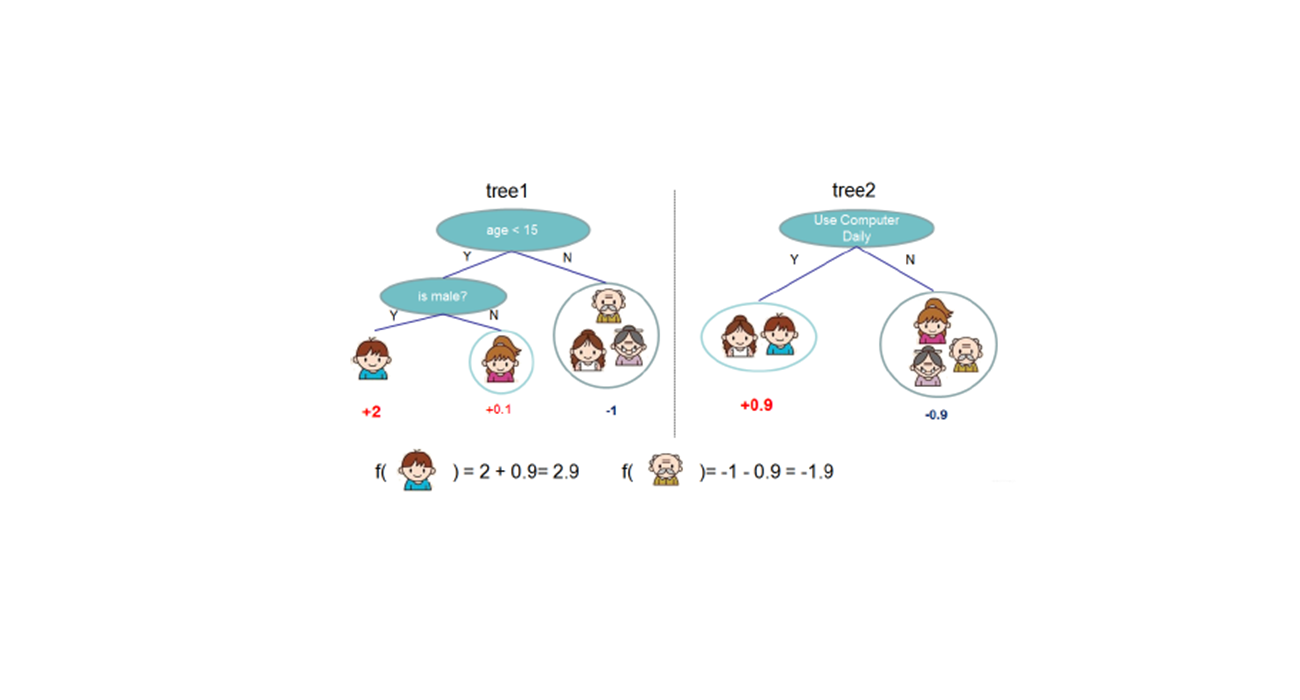 tree1
age < 15
Y
N
is male?
Y
N
+2
+0.1
-1
tree2
Use Computer
Daily
Y
N
+0.9
-0.9
f( ) = 2 + 0.9= 2.9
f( )= -1 - 0.9 = -1.9